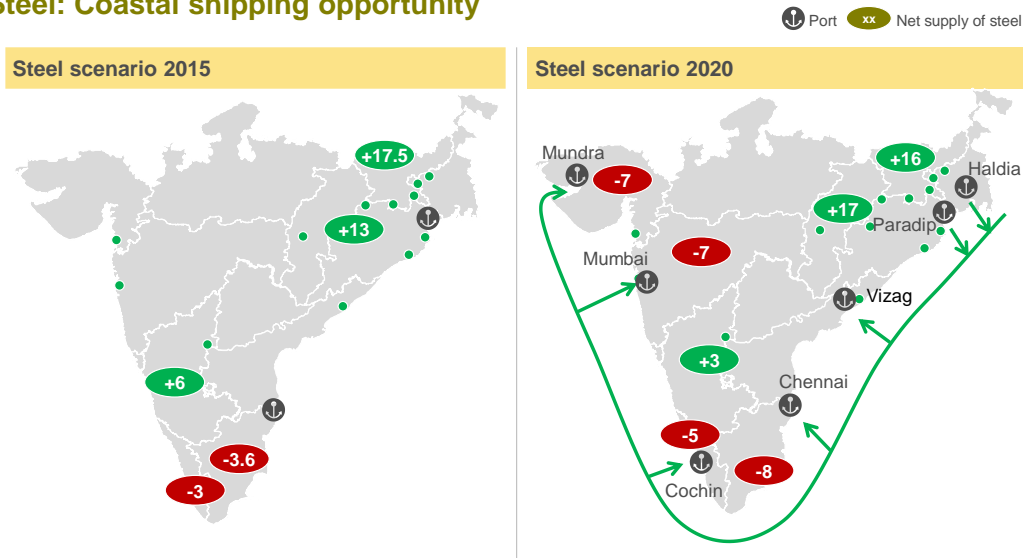 Steel: Coastal shipping opportunity
Port
xx
Net supply of steel
Steel scenario 2015
+17.5
+13
+6
-3.6
-3
Steel scenario 2020
Mundra
-7
+16
Haldia
+17
Paradip
-7
Mumbai
Vizag
+3
Chennai
-5
-8
Cochin